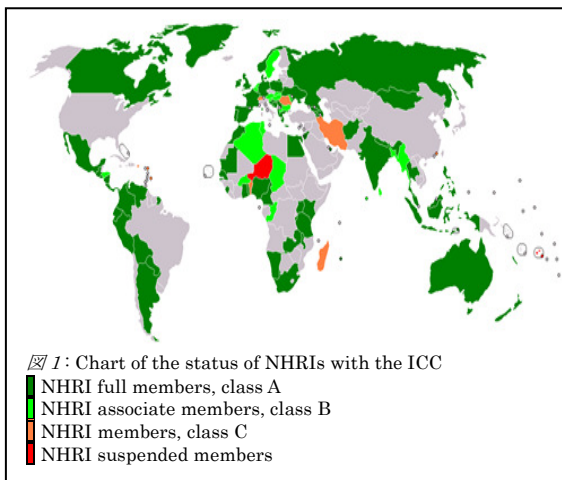 図 1 : Chart of the status of NHRIs with the ICC
NHRI full members, class A
NHRI associate members, class B
NHRI members, class C
NHRI suspended members